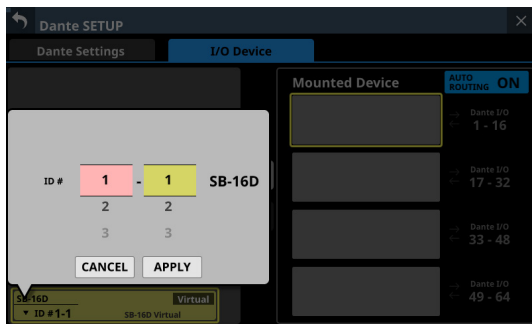 Dante SETUP
Dante Settings
I/O Device
Mounted Device
AUTO ROUTING ON
Dante I/O
1 - 16
Dante I/O
17 - 32
Dante I/O
33 - 48
Dante I/O
49 - 64
ID # 1 - 1 SB-16D
2 2
3 3
CANCEL APPLY
SB-16D Virtual
▼ ID #1-1 SB-16D Virtual